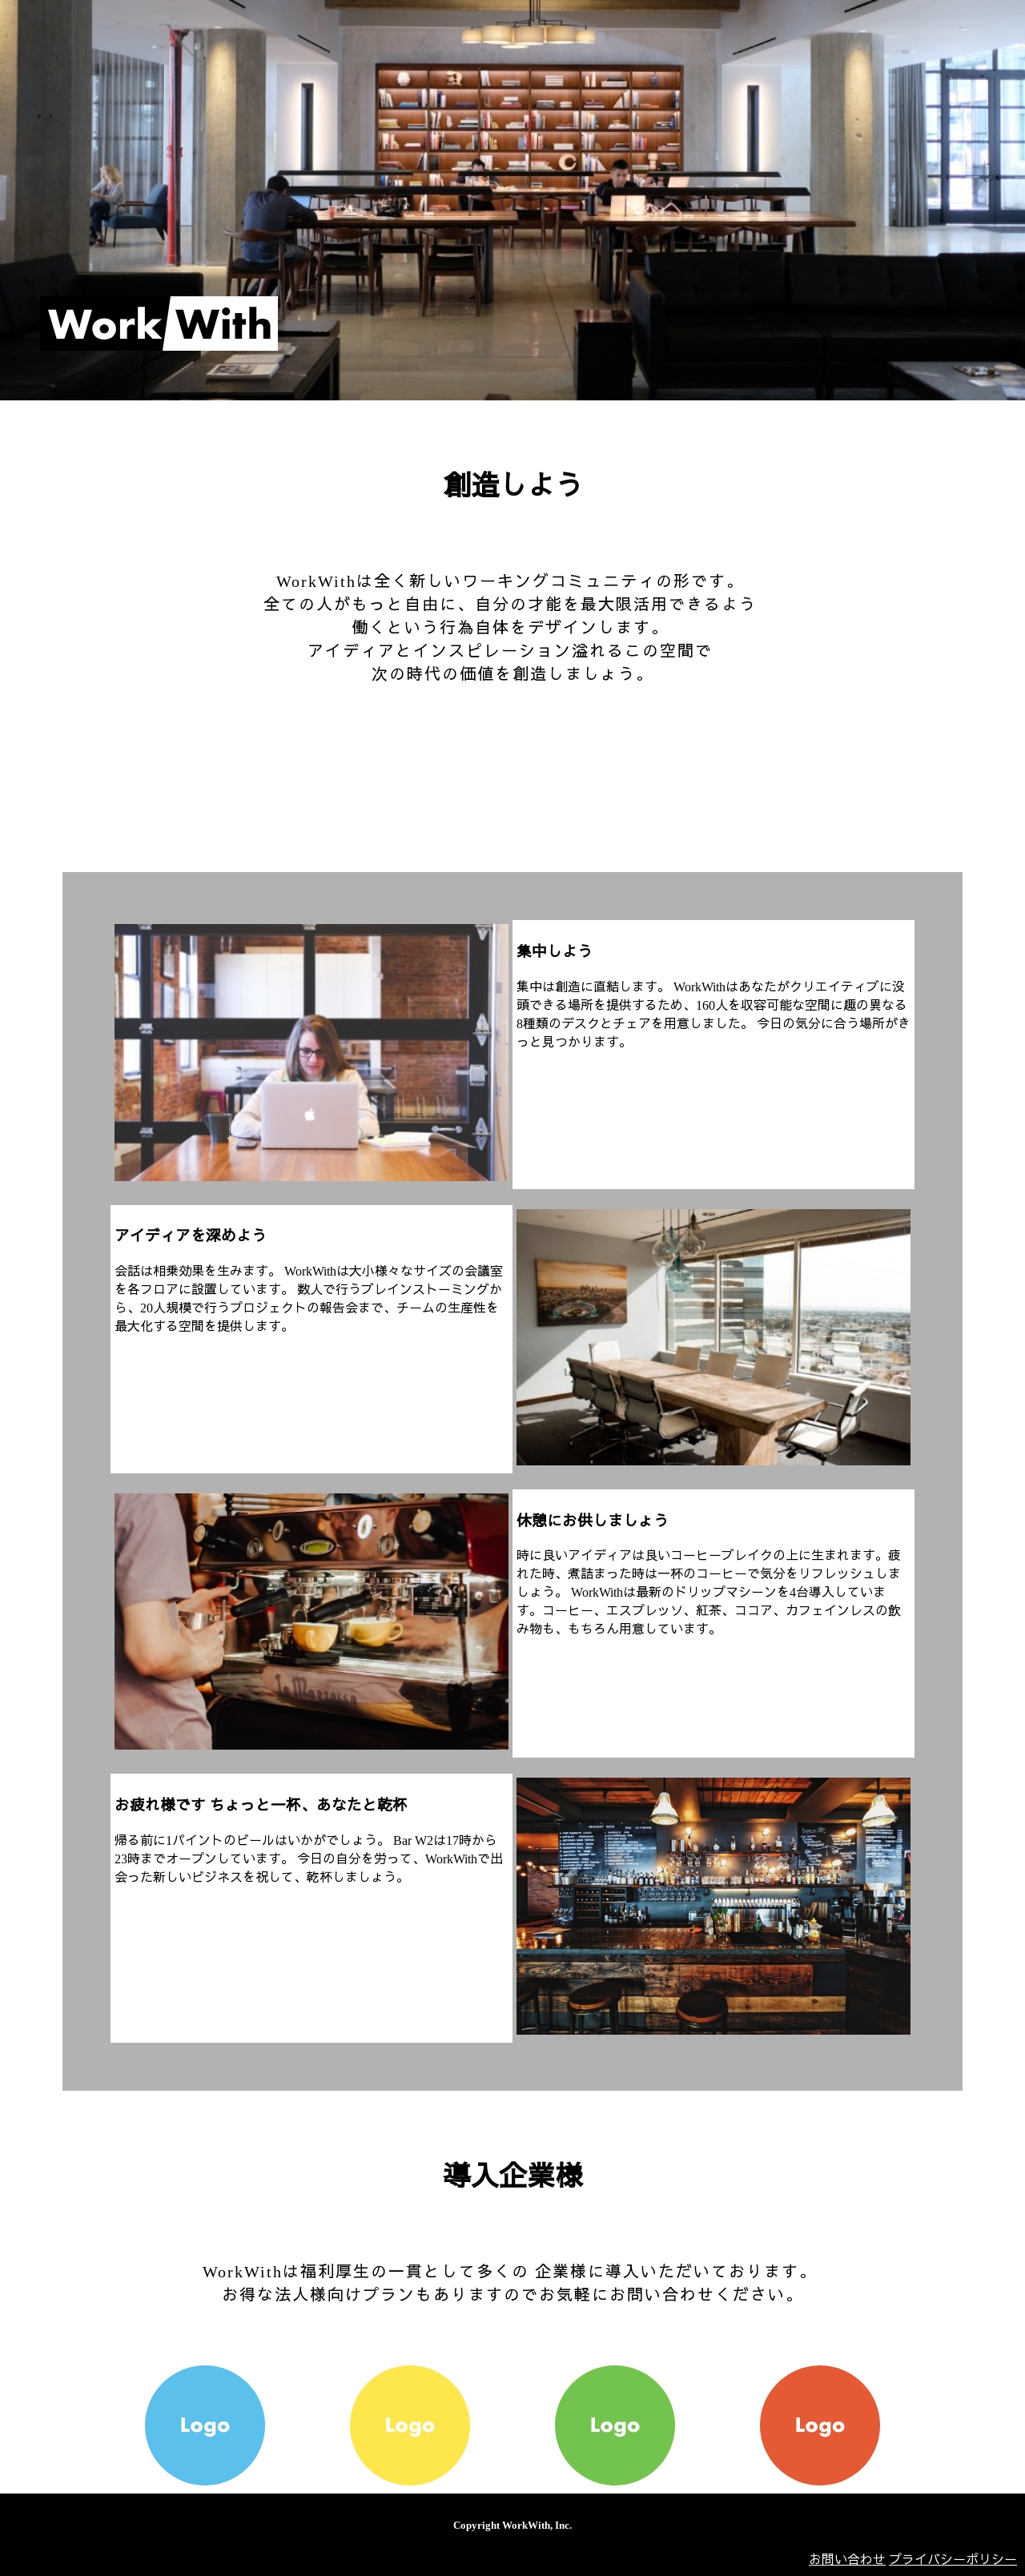 WorkWith
創造しよう
WorkWithは全く新しいワーキングコミュニティの形です。
全ての人がもっと自由に、自分の才能を最大限活用できるよう
働くという行為自体をデザインします。
アイディアとインスピレーション溢れるこの空間で
次の時代の価値を創造しましょう。
集中しよう
集中は創造に直結します。 WorkWithはあなたがクリエイティブに没
頭できる場所を提供するため、160人を収容可能な空間に趣の異なる
8種類のデスクとチェアを用意しました。 今日の気分に合う場所がき
っと見つかります。
アイディアを深めよう
会話は相乗効果を生みます。 WorkWithは大小様々なサイズの会議室
を各フロアに設置しています。 数人で行うブレインストーミングか
ら、20人規模で行うプロジェクトの報告会まで、チームの生産性を
最大化する空間を提供します。
休憩にお供しましょう
時に良いアイディアは良いコーヒーブレイクの上に生まれます。疲
れた時、煮詰まった時は一杯のコーヒーで気分をリフレッシュしま
しょう。 WorkWithは最新のドリップマシーンを4台導入していま
す。コーヒー、エスプレッソ、紅茶、ココア、カフェインレスの飲
み物も、もちろん用意しています。
お疲れ様です ちょっと一杯、あなたと乾杯
帰る前に1パイントのビールはいかがでしょう。 Bar W2は17時から
23時までオープンしています。 今日の自分を労って、WorkWithで出
会った新しいビジネスを祝して、乾杯しましょう。
導入企業様
WorkWithは福利厚生の一貫として多くの 企業様に導入いただいております。
お得な法人様向けプランもありますのでお気軽にお問い合わせください。
Logo Logo Logo Logo
Copyright WorkWith, Inc.
お問い合わせ プライバシーポリシー